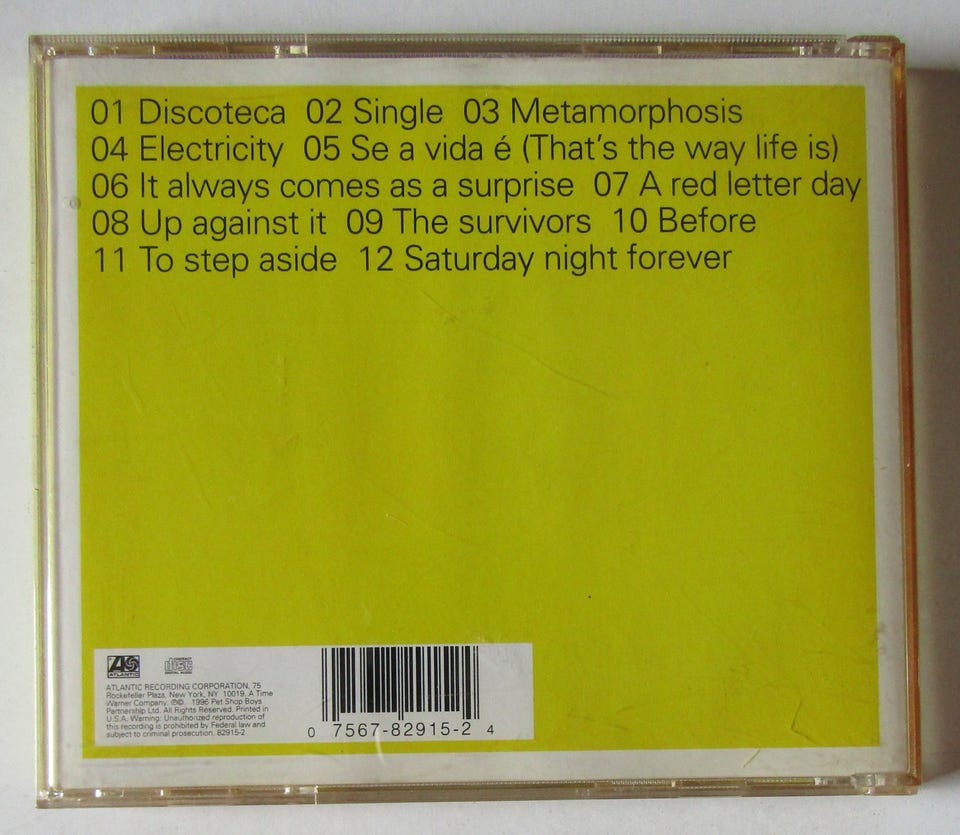 01 Discoteca 02 Single 03 Metamorphosis
04 Electricity 05 Se a vida é (That's the way life is)
06 It always comes as a surprise 07 A red letter day
08 Up against it 09 The survivors 10 Before
11 To step aside 12 Saturday night forever
ATLANTIC
COMPACT
disc
DIGITAL AUDIO
ATLANTIC RECORDING CORPORATION, 75
Rockefeller Plaza, New York, NY 10019. A Time
Warner Company. ℗© 1996 Pet Shop Boys
Partnership Ltd. All Rights Reserved. Printed in
U.S.A. Warning: Unauthorized reproduction of
this recording is prohibited by Federal law and
subject to criminal prosecution. 82915-2
0 7567-82915-2 4